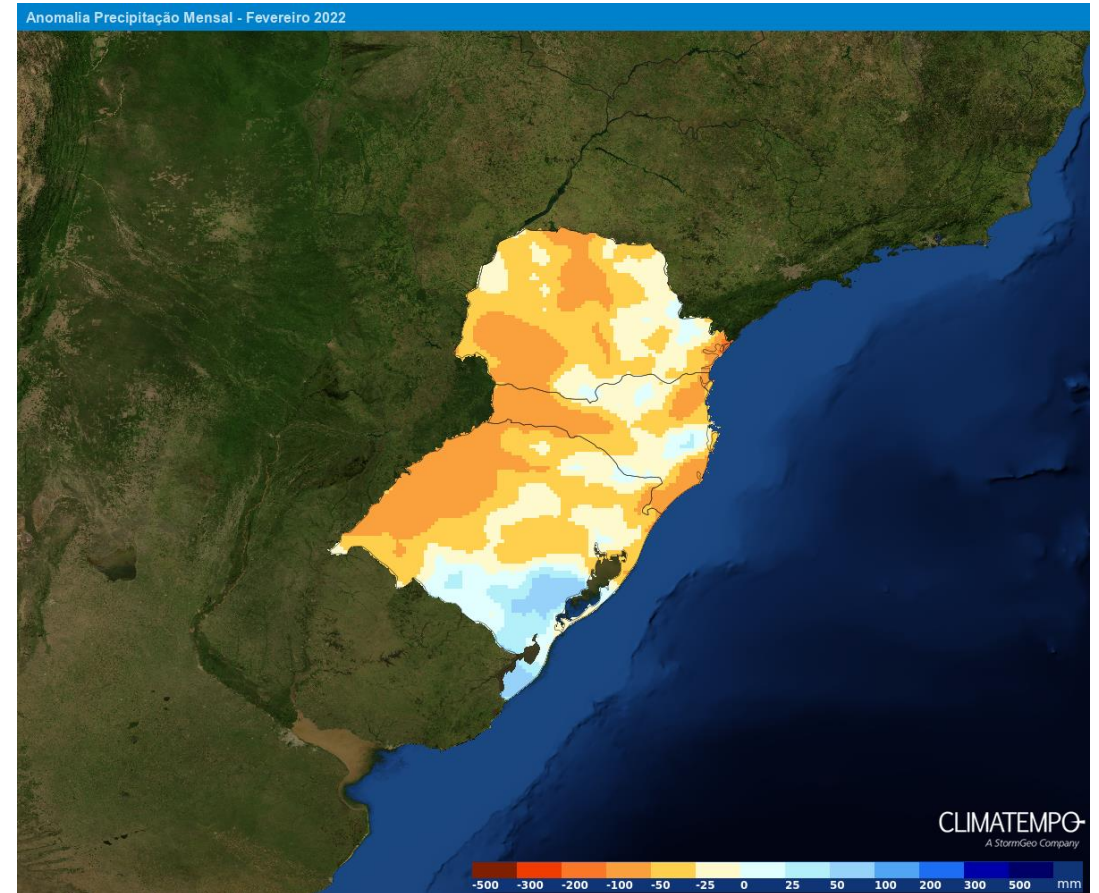 Anomalia Precipitação Mensal - Fevereiro 2022
CLIMATEMPO
A StormGeo Company
-500 -300 -200 -100 -50 -25 0 25 50 100 200 300 500 mm